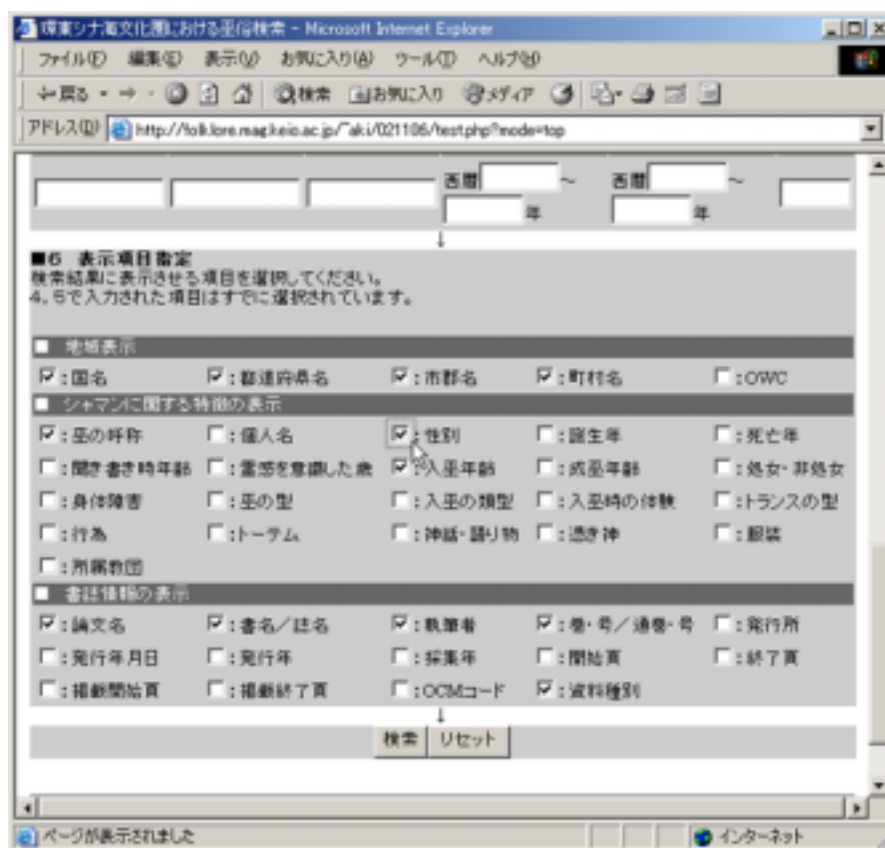 環東シナ海文化圏における巫俗検索 - Microsoft Internet Explorer
ファイル(F) 編集(E) 表示(V) お気に入り(A) ツール(T) ヘルプ(H)
戻る 検索 お気に入り メディア
アドレス(D) http://folklore.mag.keio.ac.jp/~aki/021106/test.php?mode=top
西暦 ～ 西暦 ～
年 年
↓
■6 表示項目指定
検索結果に表示させる項目を選択してください。
4，5で入力された項目はすでに選択されています。
地域表示
:国名 :都道府県名 :市郡名 :町村名 :OWC
シャマンに関する特徴の表示
:巫の呼称 :個人名 :性別 :誕生年 :死亡年
:聞き書き時年齢 :霊感を意識した歳 :入巫年齢 :成巫年齢 :処女・非処女
:身体障害 :巫の型 :入巫の類型 :入巫時の体験 :トランスの型
:行為 :トーテム :神話・語り物 :憑き神 :服装
:所属教団
書誌情報の表示
:論文名 :書名／誌名 :執筆者 :巻・号／通巻・号 :発行所
:発行年月日 :発行年 :採集年 :開始頁 :終了頁
:掲載開始頁 :掲載終了頁 :OCMコード :資料種別
↓
検索 リセット
ページが表示されました インターネット